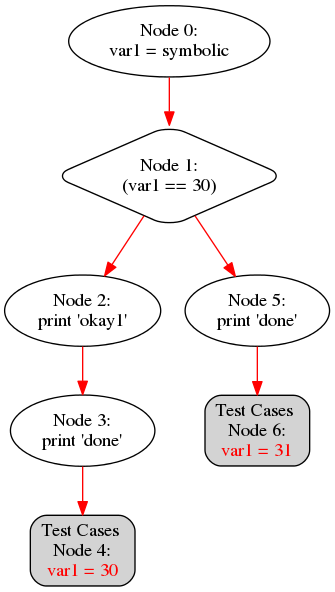 Node 0:
var1 = symbolic
Node 1:
(var1 == 30)
Node 2:
print 'okay1'
Node 5:
print 'done'
Node 3:
print 'done'
Test Cases
Node 6:
var1 = 31
Test Cases
Node 4:
var1 = 30